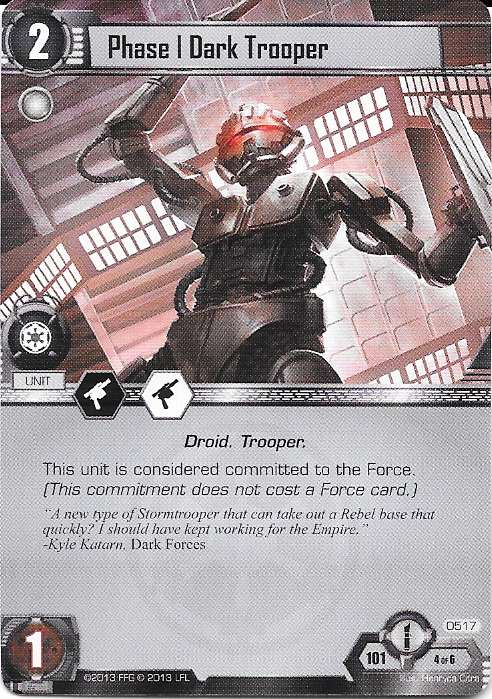 2
Phase I Dark Trooper
UNIT
Droid. Trooper.
This unit is considered committed to the Force.
(This commitment does not cost a Force card.)
“A new type of Stormtrooper that can take out a Rebel base that
quickly? I should have kept working for the Empire.”
-Kyle Katarn, Dark Forces
1
0517
101
4 of 6
©2013 FFG © 2013 LFL